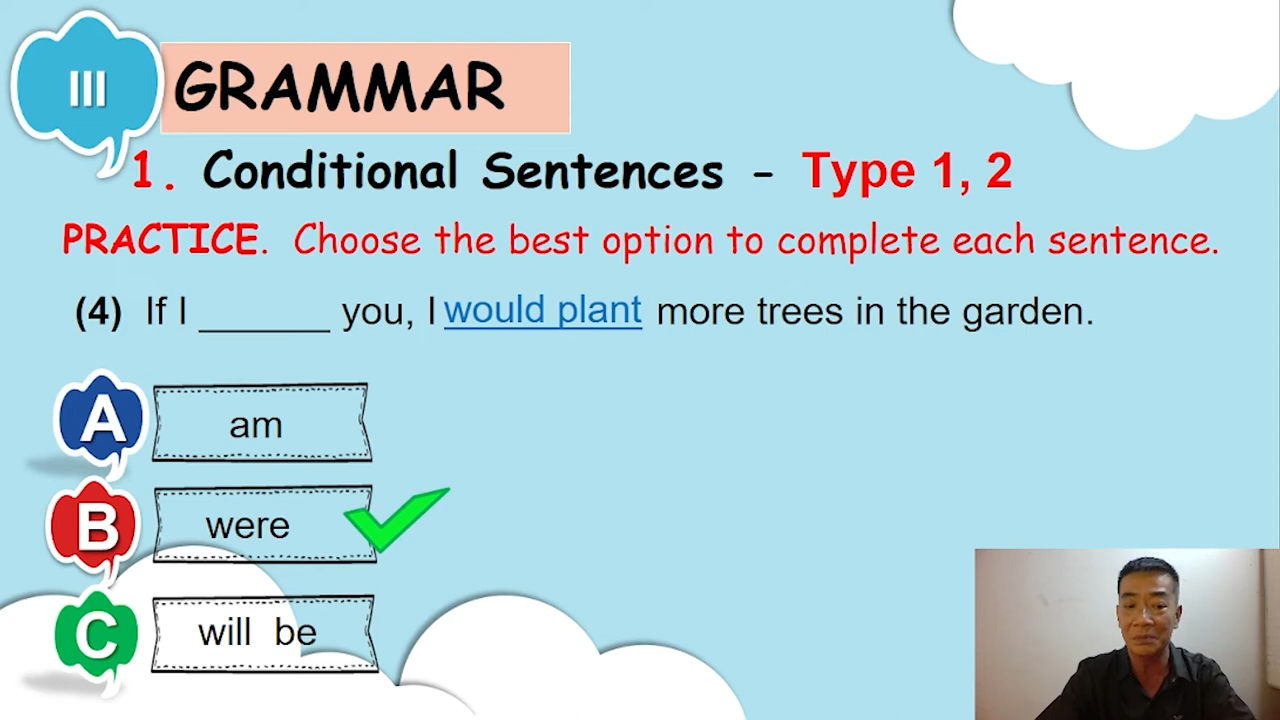 III
GRAMMAR
1. Conditional Sentences - Type 1, 2
PRACTICE. Choose the best option to complete each sentence.
(4) If I ______ you, I would plant more trees in the garden.
A am
B were
C will be